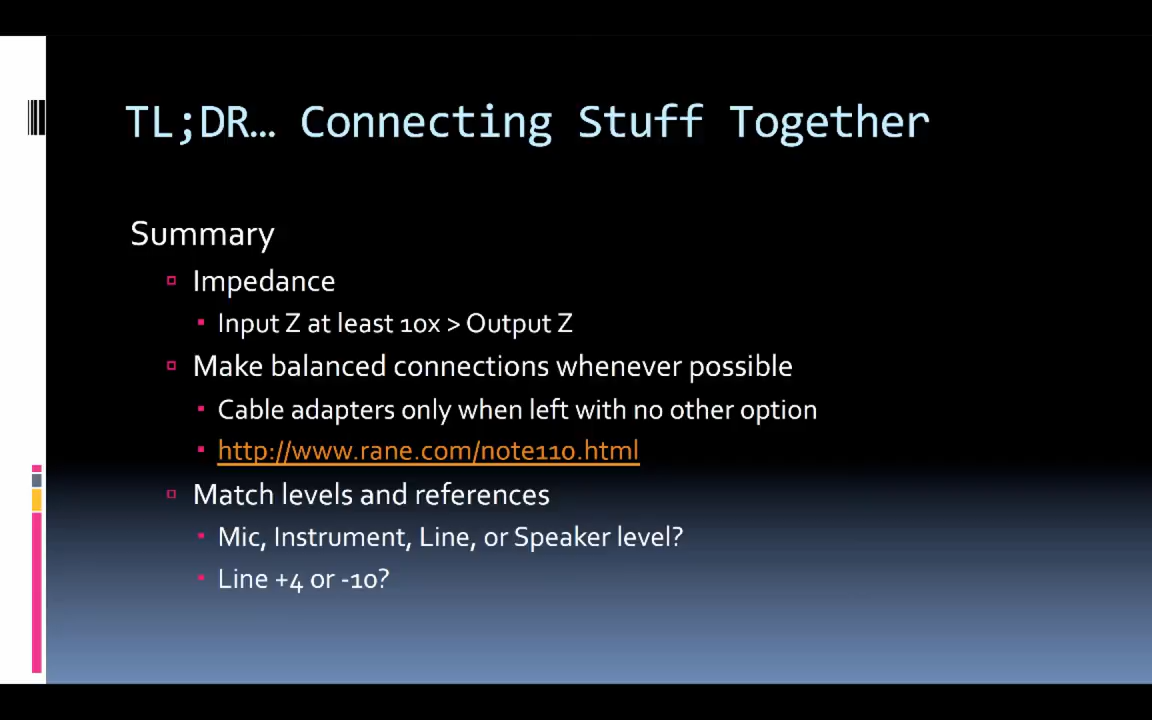 TL;DR… Connecting Stuff Together
Summary
Impedance
Input Z at least 10x > Output Z
Make balanced connections whenever possible
Cable adapters only when left with no other option
http://www.rane.com/note110.html
Match levels and references
Mic, Instrument, Line, or Speaker level?
Line +4 or -10?